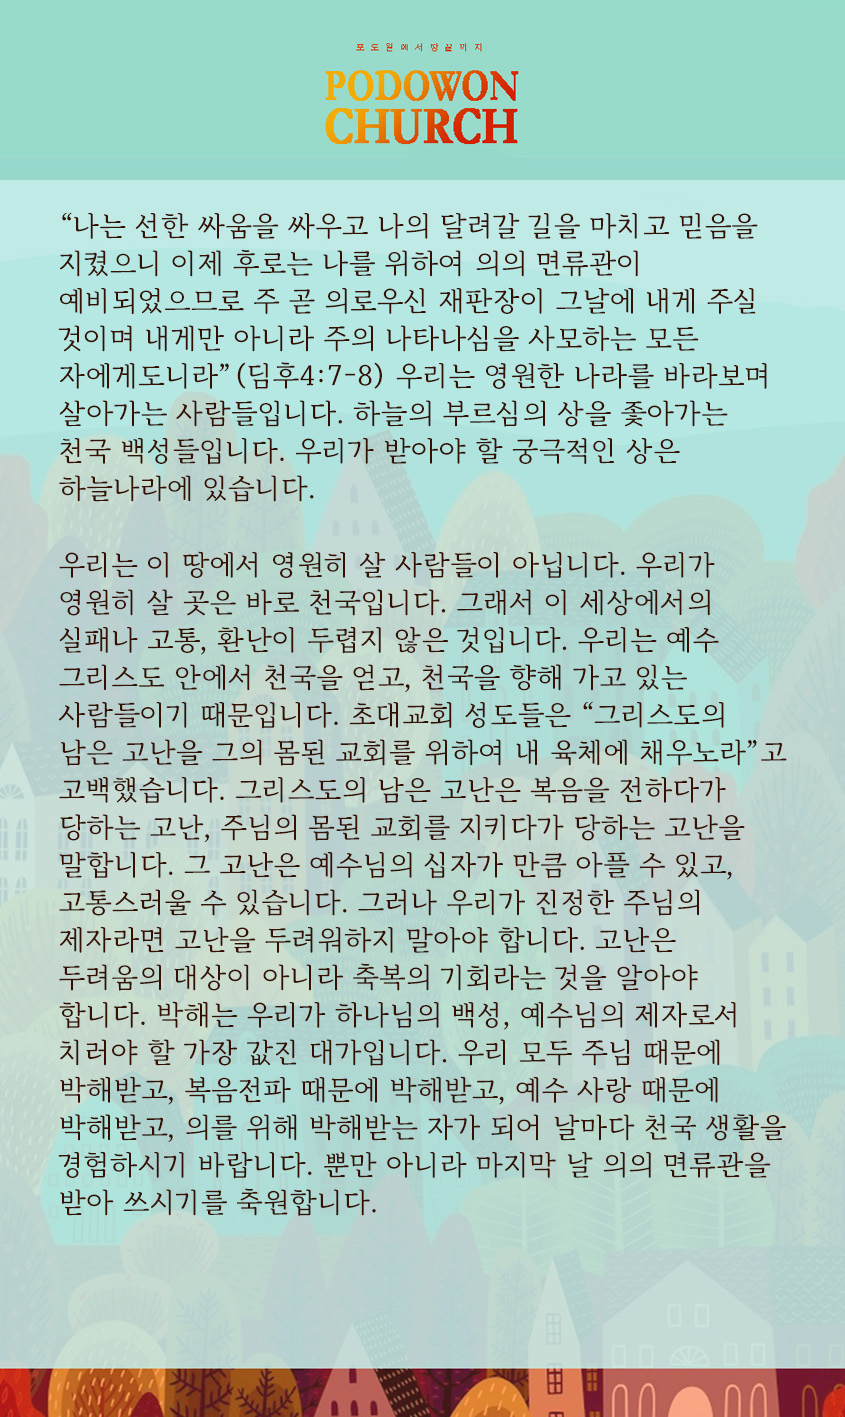 포도원에서땅끝까지
PODOWON
CHURCH
“나는 선한 싸움을 싸우고 나의 달려갈 길을 마치고 믿음을
지켰으니 이제 후로는 나를 위하여 의의 면류관이
예비되었으므로 주 곧 의로우신 재판장이 그날에 내게 주실
것이며 내게만 아니라 주의 나타나심을 사모하는 모든
자에게도니라” (딤후4:7-8) 우리는 영원한 나라를 바라보며
살아가는 사람들입니다. 하늘의 부르심의 상을 좇아가는
천국 백성들입니다. 우리가 받아야 할 궁극적인 상은
하늘나라에 있습니다.
우리는 이 땅에서 영원히 살 사람들이 아닙니다. 우리가
영원히 살 곳은 바로 천국입니다. 그래서 이 세상에서의
실패나 고통, 환난이 두렵지 않은 것입니다. 우리는 예수
그리스도 안에서 천국을 얻고, 천국을 향해 가고 있는
사람들이기 때문입니다. 초대교회 성도들은 “그리스도의
남은 고난을 그의 몸된 교회를 위하여 내 육체에 채우노라”고
고백했습니다. 그리스도의 남은 고난은 복음을 전하다가
당하는 고난, 주님의 몸된 교회를 지키다가 당하는 고난을
말합니다. 그 고난은 예수님의 십자가 만큼 아플 수 있고,
고통스러울 수 있습니다. 그러나 우리가 진정한 주님의
제자라면 고난을 두려워하지 말아야 합니다. 고난은
두려움의 대상이 아니라 축복의 기회라는 것을 알아야
합니다. 박해는 우리가 하나님의 백성, 예수님의 제자로서
치러야 할 가장 값진 대가입니다. 우리 모두 주님 때문에
박해받고, 복음전파 때문에 박해받고, 예수 사랑 때문에
박해받고, 의를 위해 박해받는 자가 되어 날마다 천국 생활을
경험하시기 바랍니다. 뿐만 아니라 마지막 날 의의 면류관을
받아 쓰시기를 축원합니다.